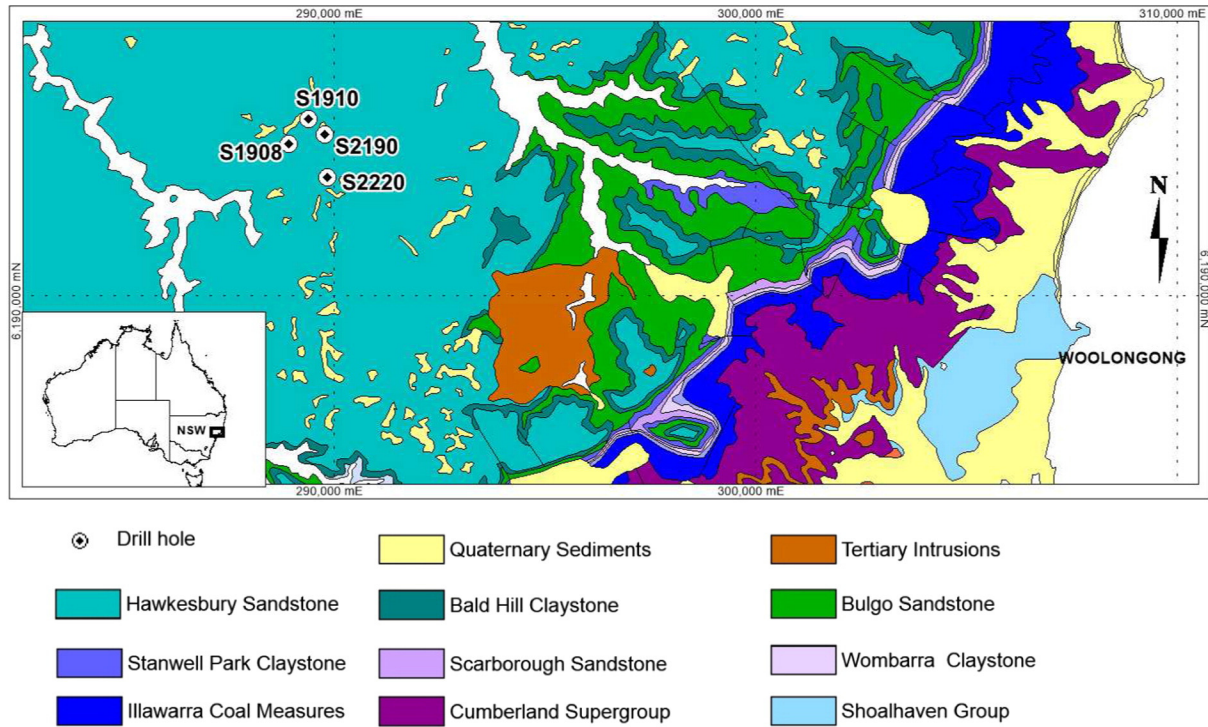 290,000 mE
300,000 mE
310,000 mE
S1910
S2190
S1908
S2220
N
6,190,000 mN
6,190,000 mN
WOOLONGONG
NSW
290,000 mE
300,000 mE
Drill hole
Quaternary Sediments
Tertiary Intrusions
Hawkesbury Sandstone
Bald Hill Claystone
Bulgo Sandstone
Stanwell Park Claystone
Scarborough Sandstone
Wombarra Claystone
Illawarra Coal Measures
Cumberland Supergroup
Shoalhaven Group